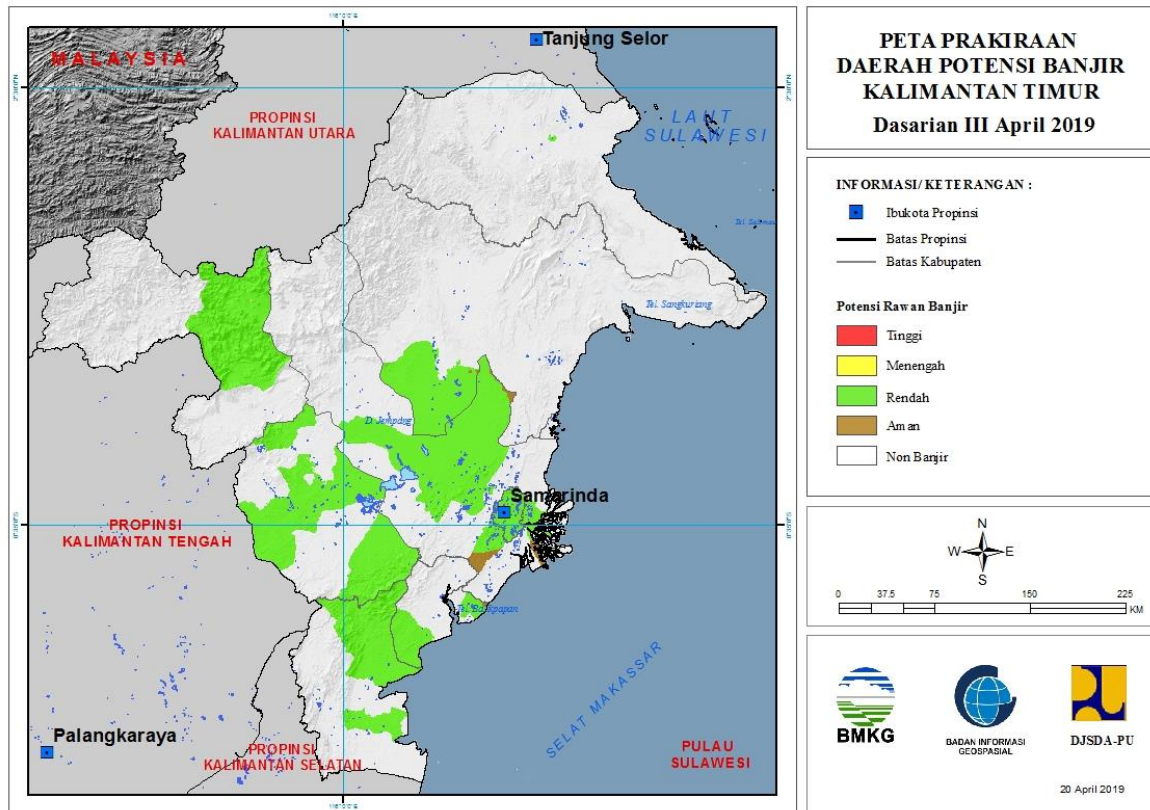 Tanjung Selor
MALAYSIA
PROPINSI
KALIMANTAN UTARA
LAUT
SULAWESI
Tel. Sangkuriang
D. Jempang
Samarinda
PROPINSI
KALIMANTAN TENGAH
SELAT MAKASSAR
Palangkaraya
PROPINSI
KALIMANTAN SELATAN
PULAU
SULAWESI
PETA PRAKIRAAN
DAERAH POTENSI BANJIR
KALIMANTAN TIMUR
Dasarian III April 2019
INFORMASI/ KETERANGAN :
Ibukota Propinsi
Batas Propinsi
Batas Kabupaten
Potensi Rawan Banjir
Tinggi
Menengah
Rendah
Aman
Non Banjir
N
W E
S
0 37.5 75 150 225
KM
BMKG
BADAN INFORMASI
GEOSPASIAL
DJSDA-PU
20 April 2019